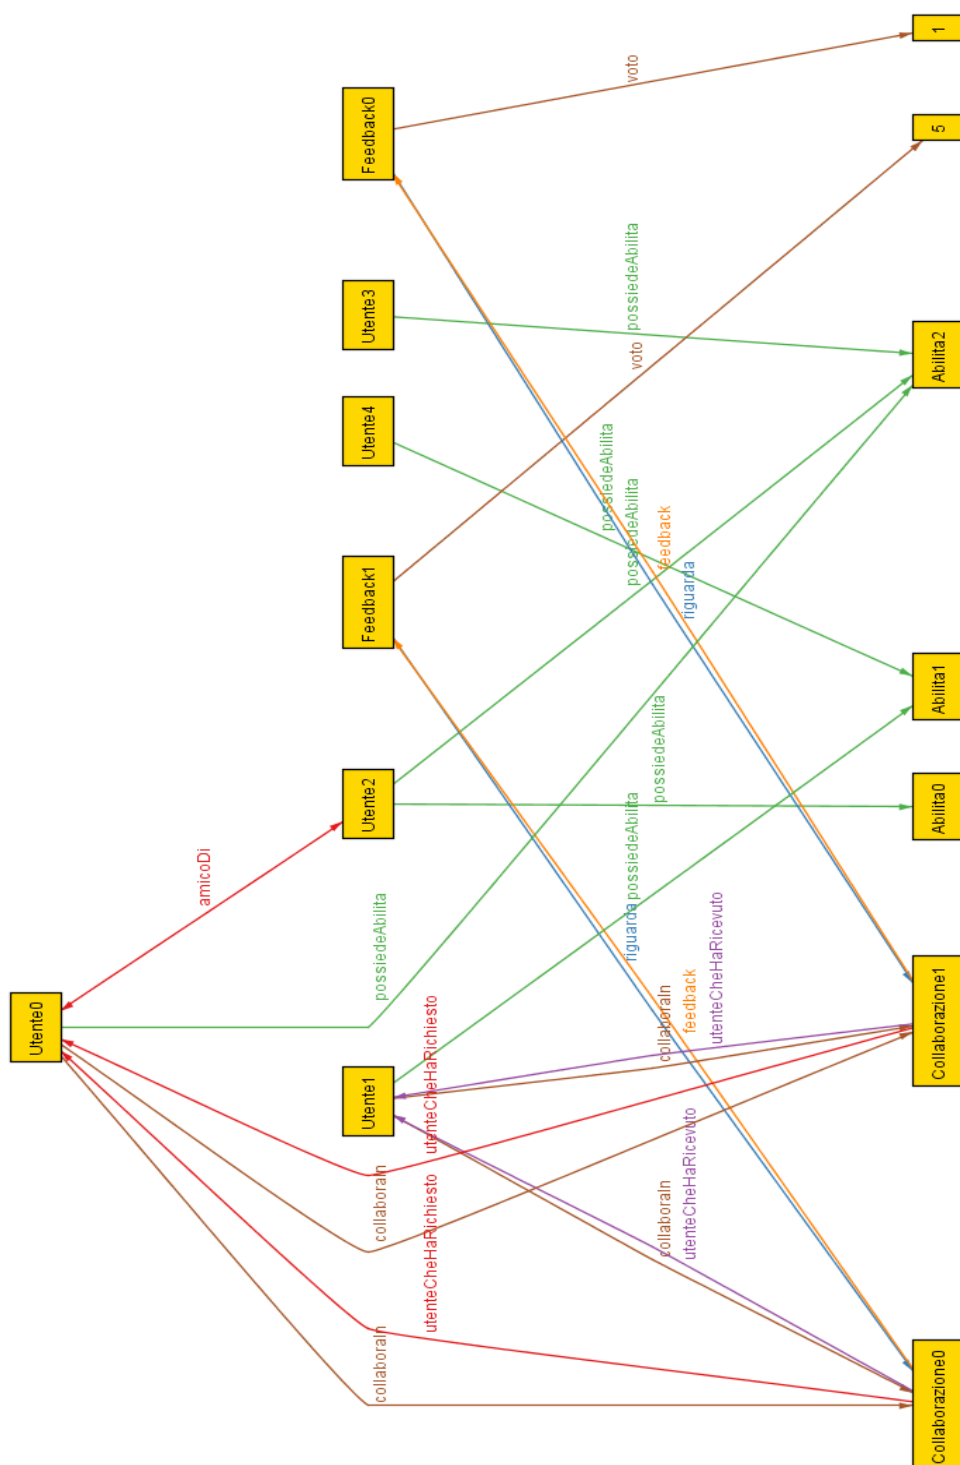 Utente0
amicoDi
possiedeAbilita
utenteCheHaRichiesto
collaboraIn
utenteCheHaRichiesto
collaboraIn
Feedback0
Utente3
Utente4
Feedback1
Utente2
Utente1
voto
possiedeAbilita
voto
possiedeAbilita
possiedeAbilita
feedback
riguarda
possiedeAbilita
possiedeAbilita
riguarda
utenteCheHaRicevuto
collaboraIn
feedback
collaboraIn
utenteCheHaRicevuto
1
5
Abilita2
Abilita1
Abilita0
Collaborazione1
Collaborazione0